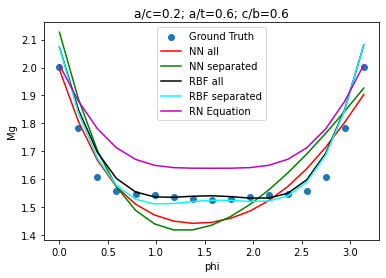 a/c=0.2; a/t=0.6; c/b=0.6
Ground Truth
NN all
NN separated
RBF all
RBF separated
RN Equation
Mg
2.1
2.0
1.9
1.8
1.7
1.6
1.5
1.4
0.0 0.5 1.0 1.5 2.0 2.5 3.0
phi